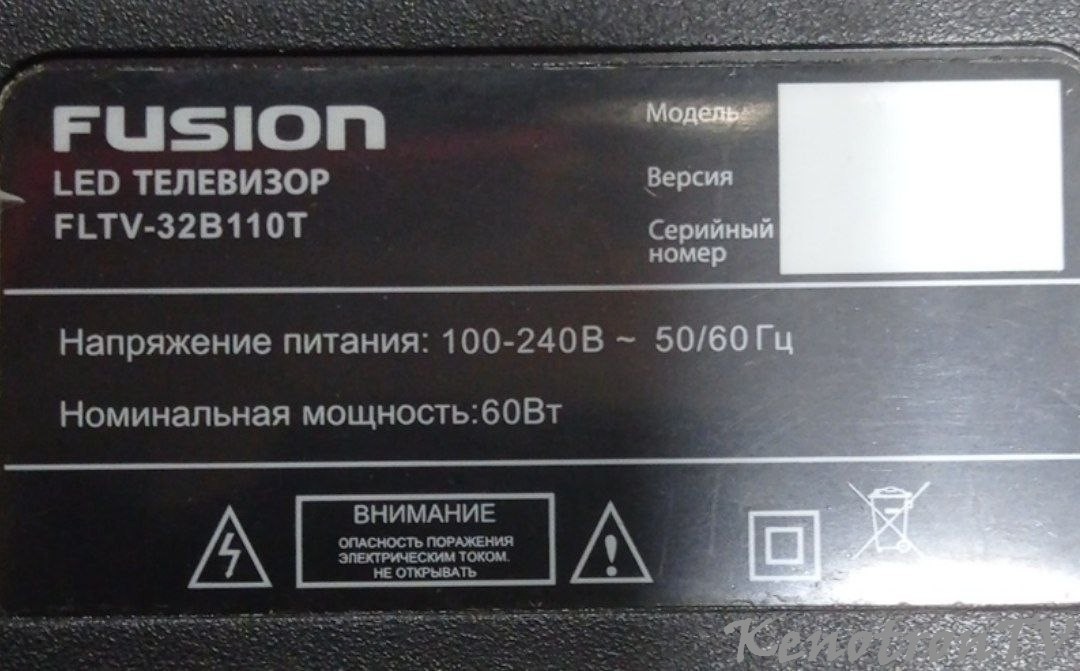 FUSION
LED ТЕЛЕВИЗОР
FLTV-32B110T
Модель
Версия
Серийный
номер
Напряжение питания: 100-240В ~ 50/60Гц
Номинальная мощность:60Вт
ВНИМАНИЕ
ОПАСНОСТЬ ПОРАЖЕНИЯ
ЭЛЕКТРИЧЕСКИМ ТОКОМ.
НЕ ОТКРЫВАТЬ
KenotronTV